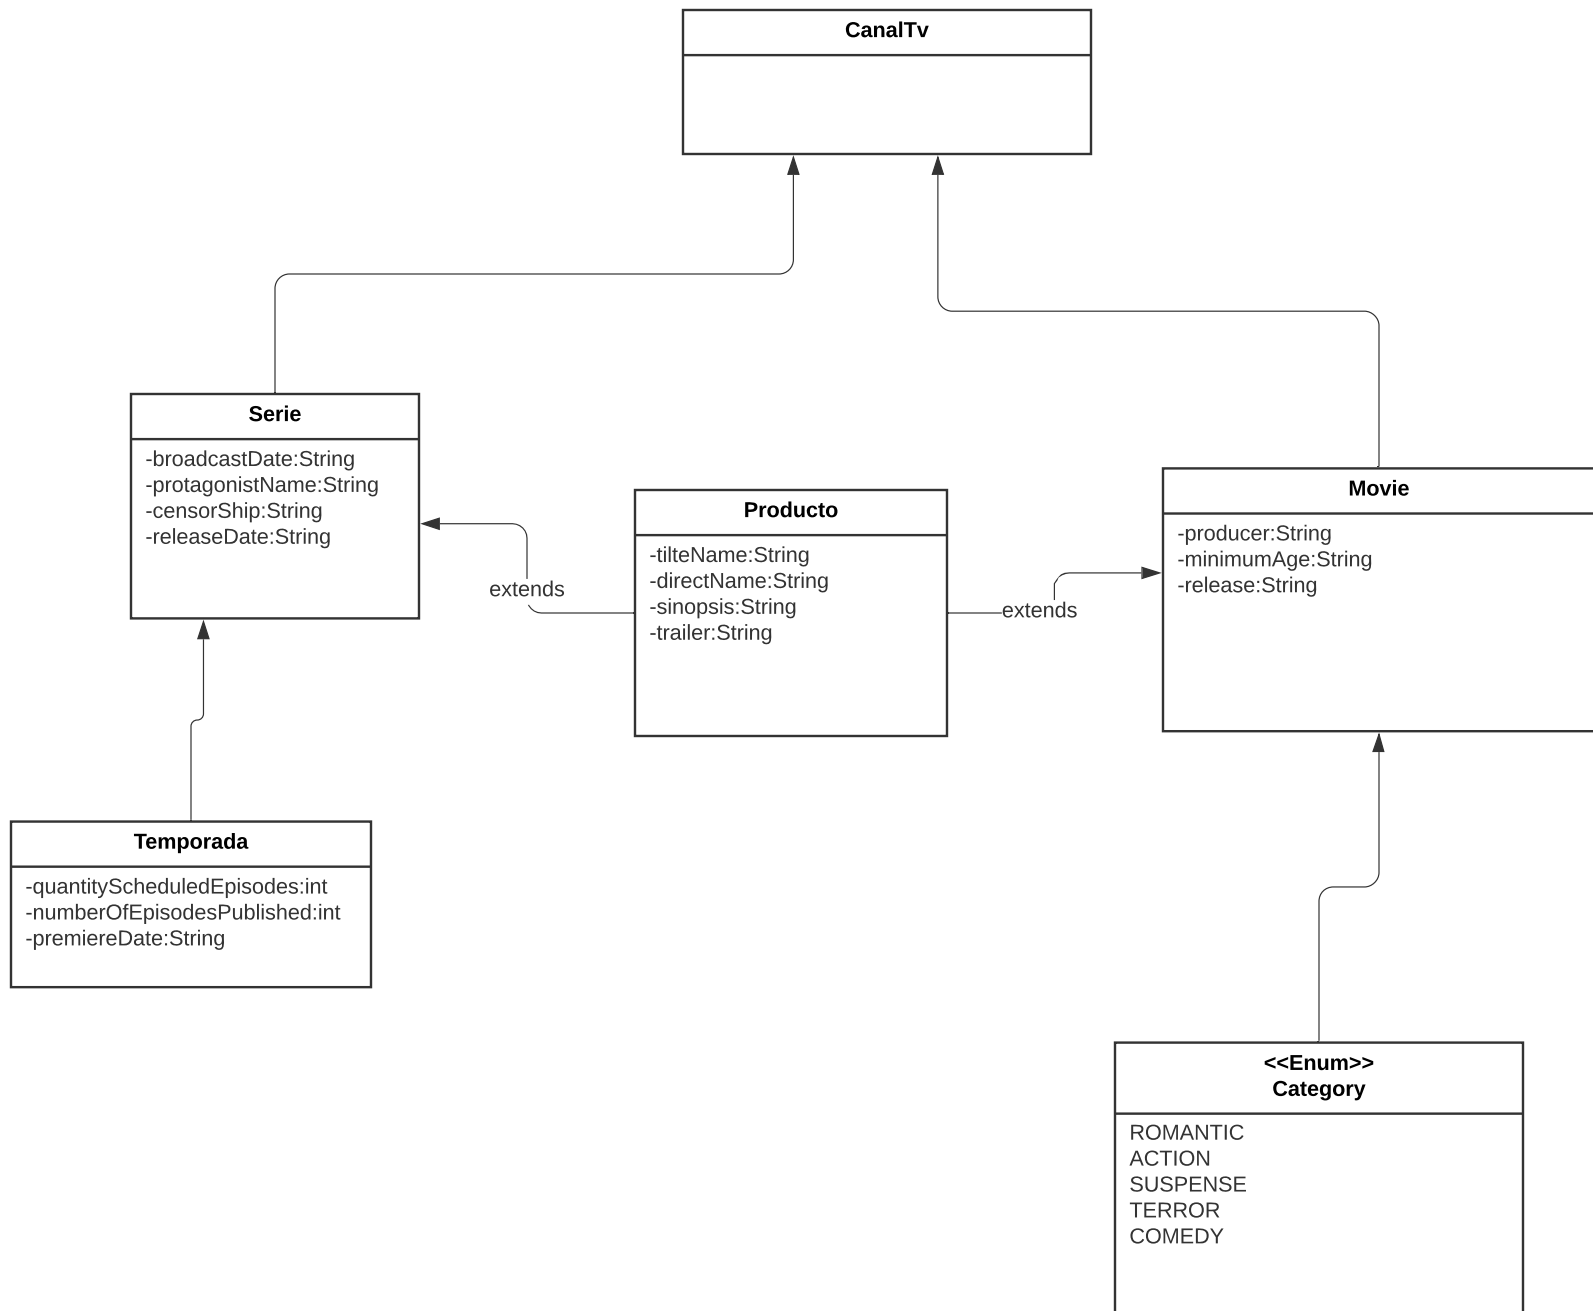 CanalTv
Serie
-broadcastDate:String
-protagonistName:String
-censorShip:String
-releaseDate:String
extends
Producto
-tilteName:String
-directName:String
-sinopsis:String
-trailer:String
extends
Movie
-producer:String
-minimumAge:String
-release:String
Temporada
-quantityScheduledEpisodes:int
-numberOfEpisodesPublished:int
-premiereDate:String
<<Enum>>
Category
ROMANTIC
ACTION
SUSPENSE
TERROR
COMEDY